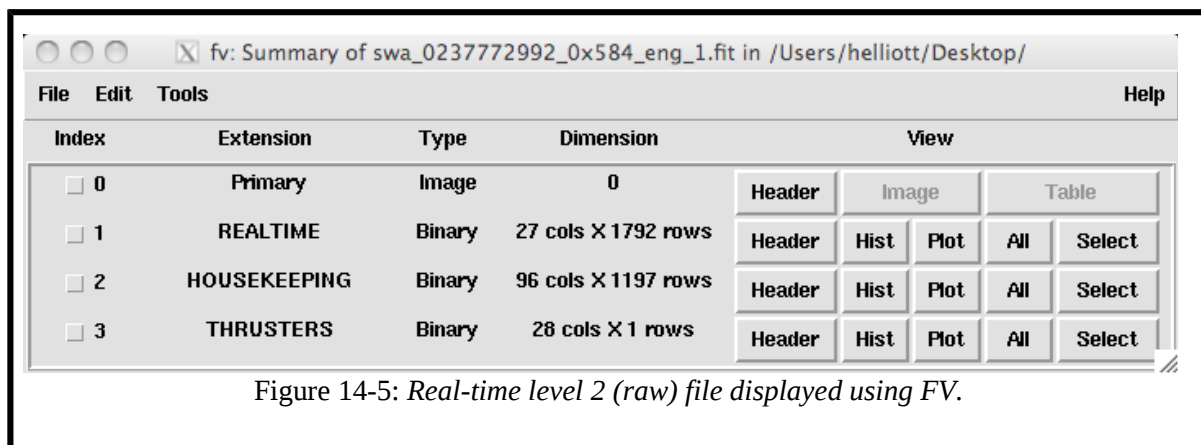 X fv: Summary of swa_0237772992_0x584_eng_1.fit in /Users/helliott/Desktop/
File Edit Tools Help
Index Extension Type Dimension View
0 Primary Image 0 Header Image Table
1 REALTIME Binary 27 cols X 1792 rows Header Hist Plot All Select
2 HOUSEKEEPING Binary 96 cols X 1197 rows Header Hist Plot All Select
3 THRUSTERS Binary 28 cols X 1 rows Header Hist Plot All Select
Figure 14-5: Real-time level 2 (raw) file displayed using FV.